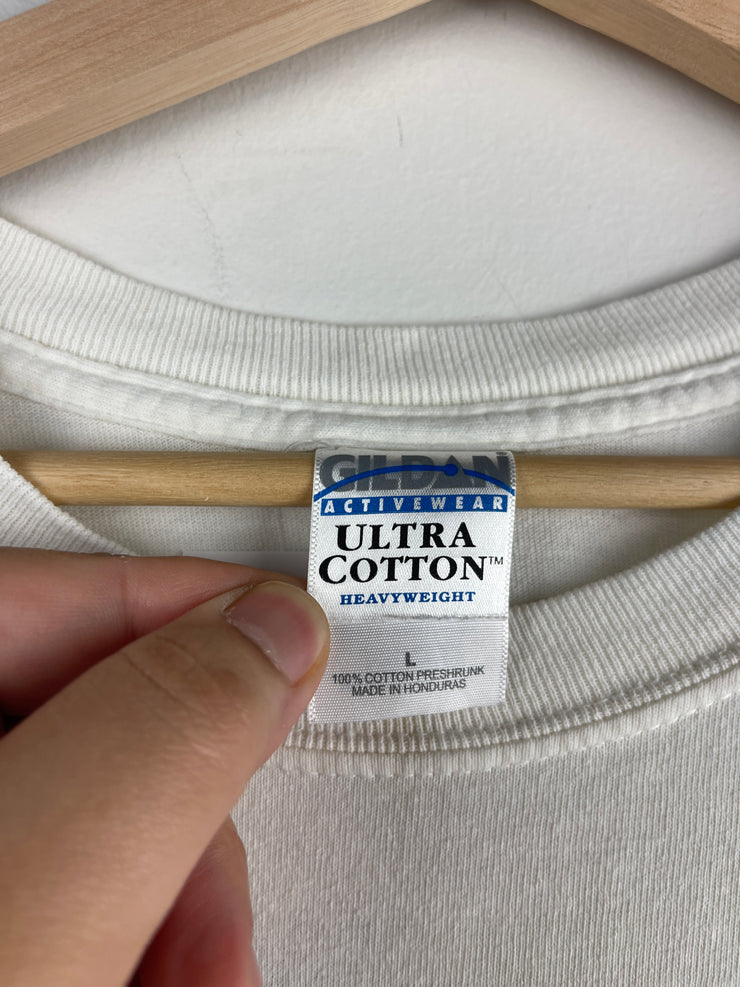 GILDAN
ACTIVEWEAR
ULTRA
COTTON™
HEAVYWEIGHT
L
100% COTTON PRESHRUNK
MADE IN HONDURAS